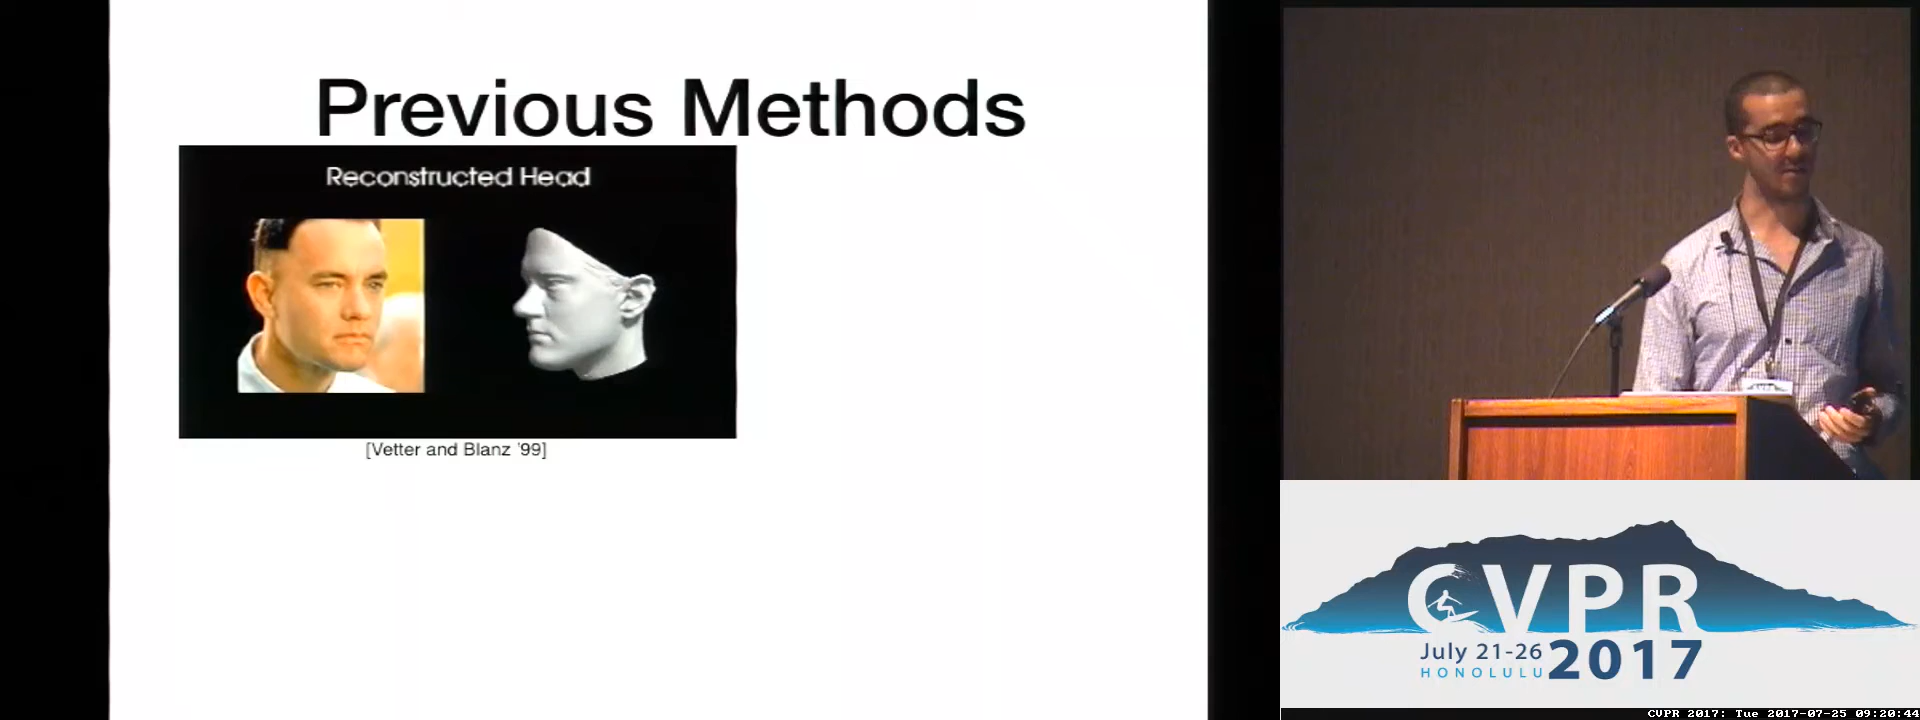 Previous Methods
Reconstructed Head
[Vetter and Blanz '99]
CVPR
July 21-26
HONOLULU
2017
CVPR 2017: Tue 2017-07-25 09:20:44